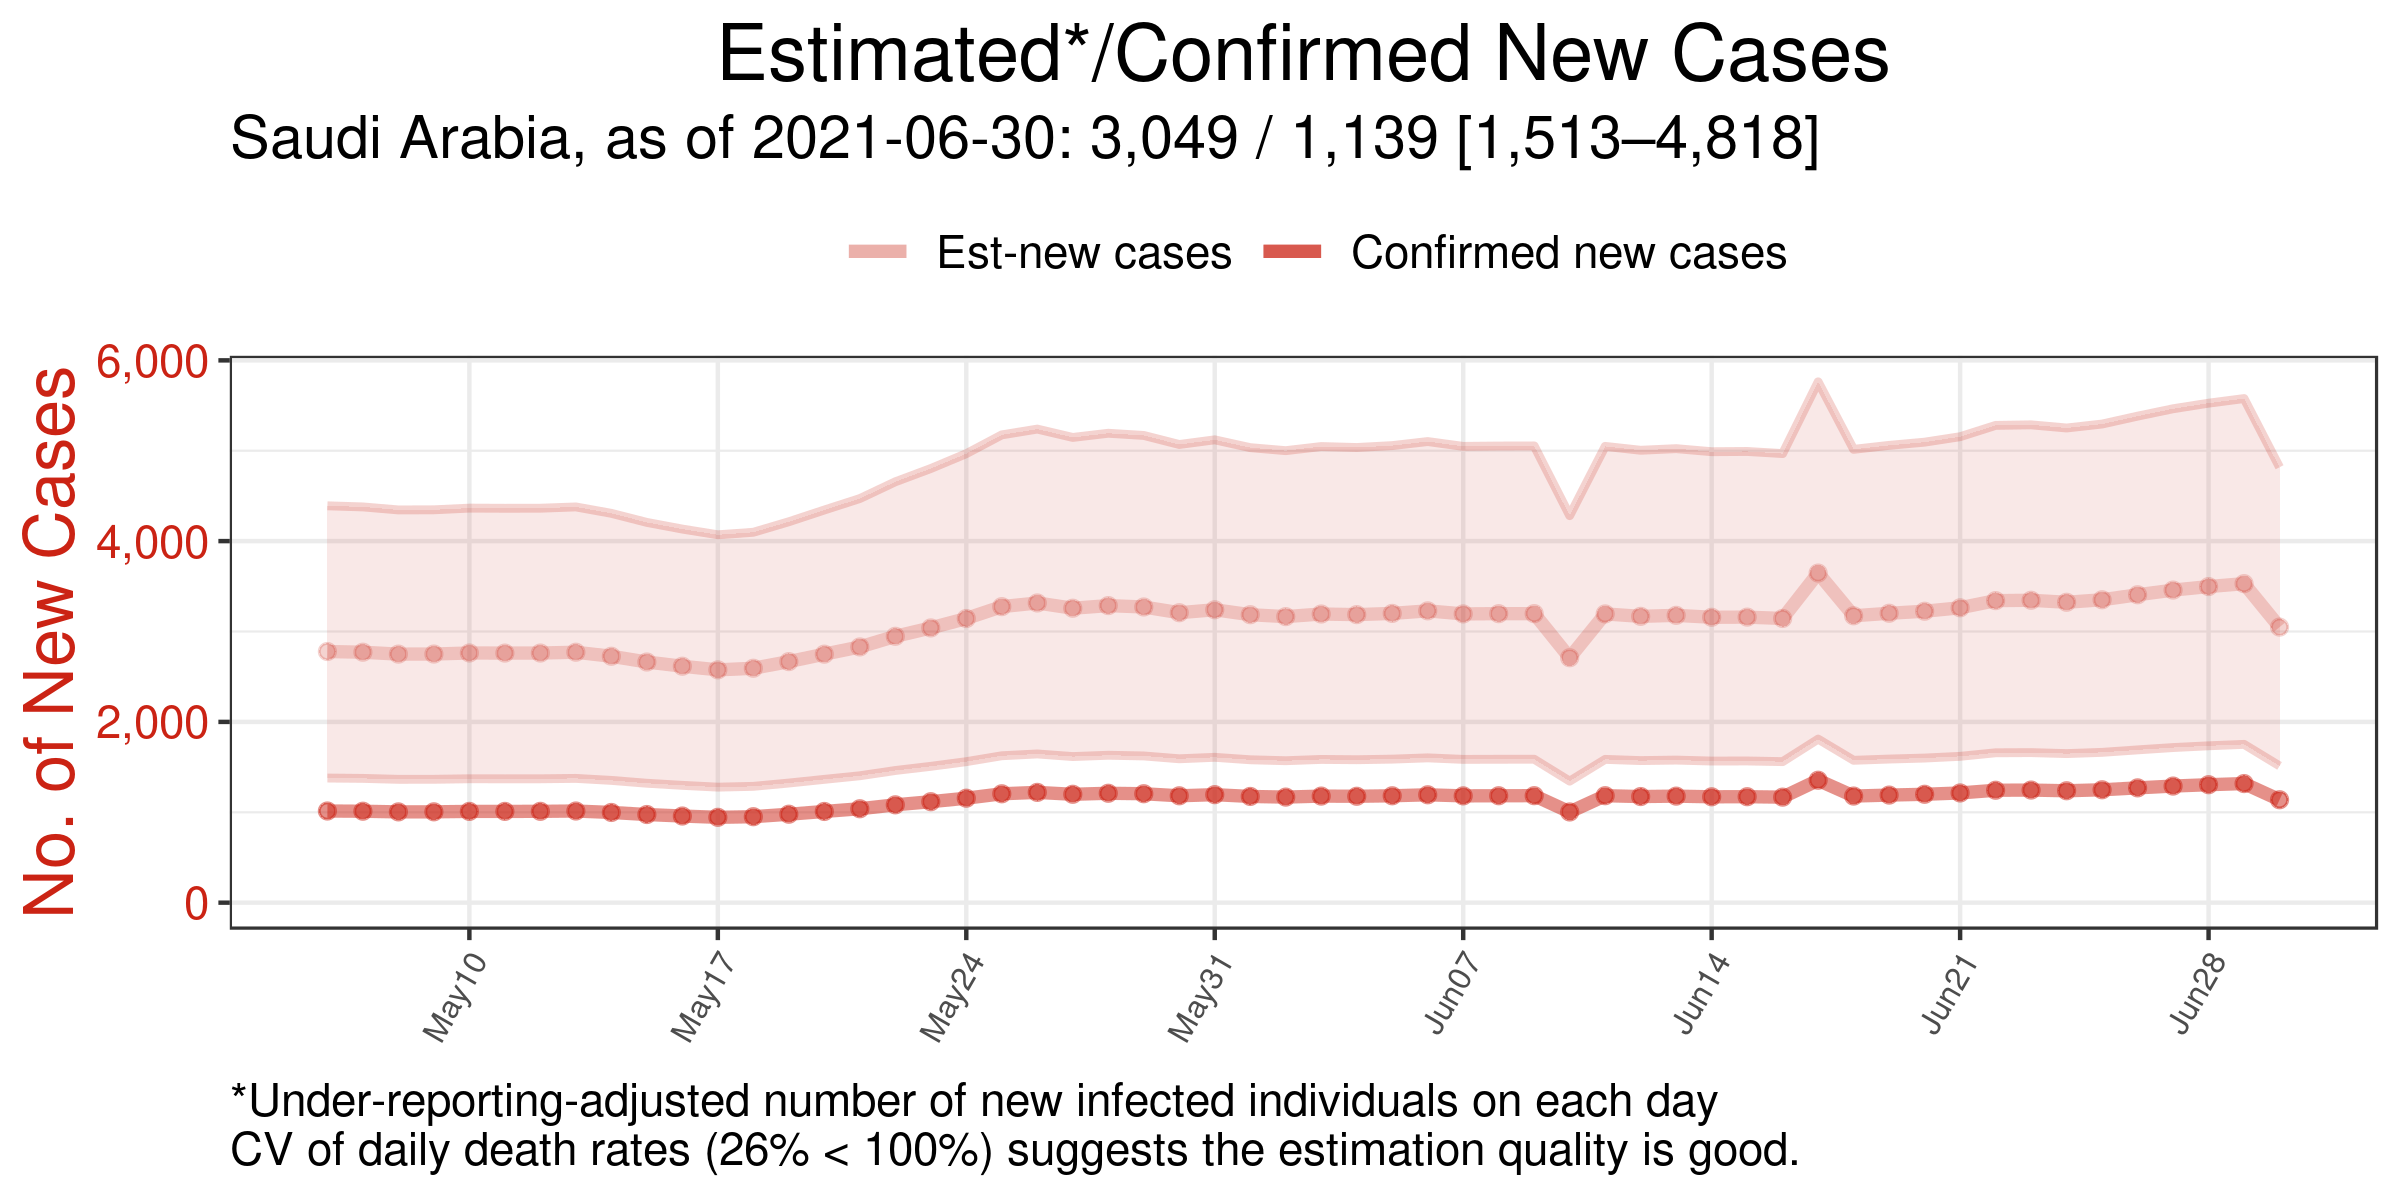 Estimated*/Confirmed New Cases
Saudi Arabia, as of 2021-06-30: 3,049 / 1,139 [1,513–4,818]
Est-new cases
Confirmed new cases
No. of New Cases
6,000
4,000
2,000
0
May10
May17
May24
May31
Jun07
Jun14
Jun21
Jun28
*Under-reporting-adjusted number of new infected individuals on each day
CV of daily death rates (26% < 100%) suggests the estimation quality is good.